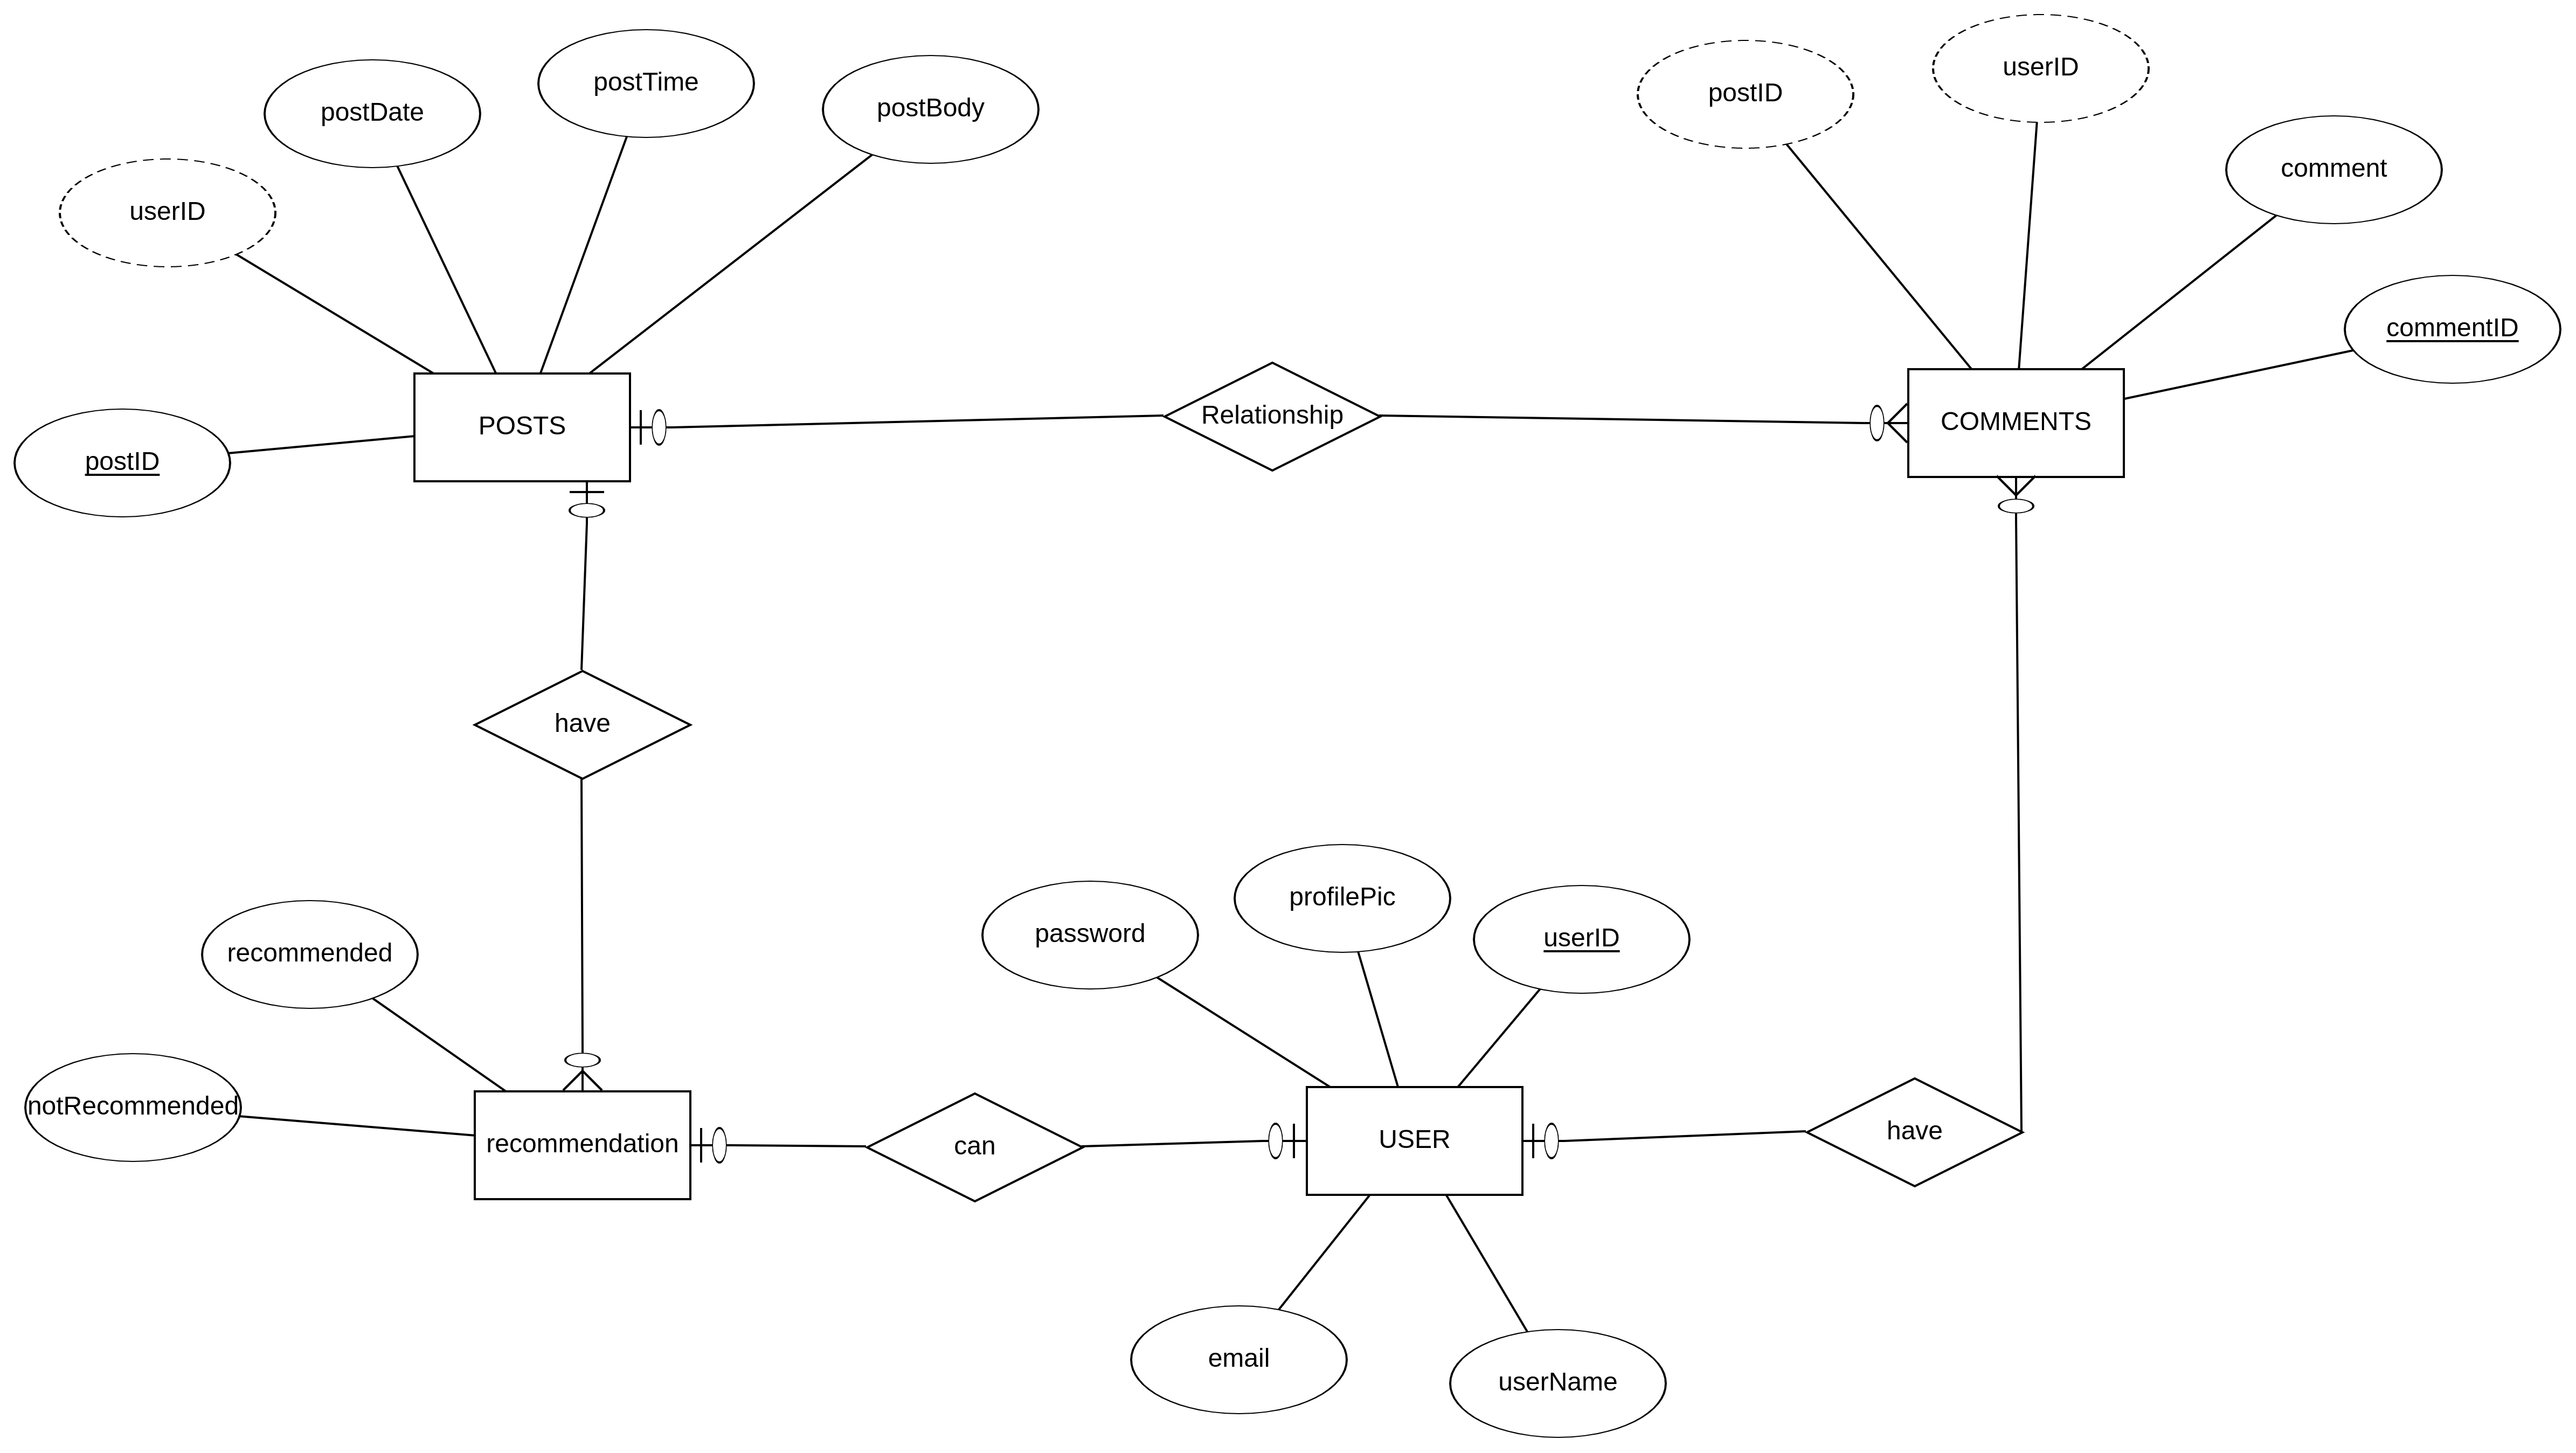 userID
postDate
postTime
postBody
postID
userID
comment
commentID
POSTS
postID
Relationship
COMMENTS
have
recommended
notRecommended
recommendation
can
password
profilePic
userID
USER
have
email
userName